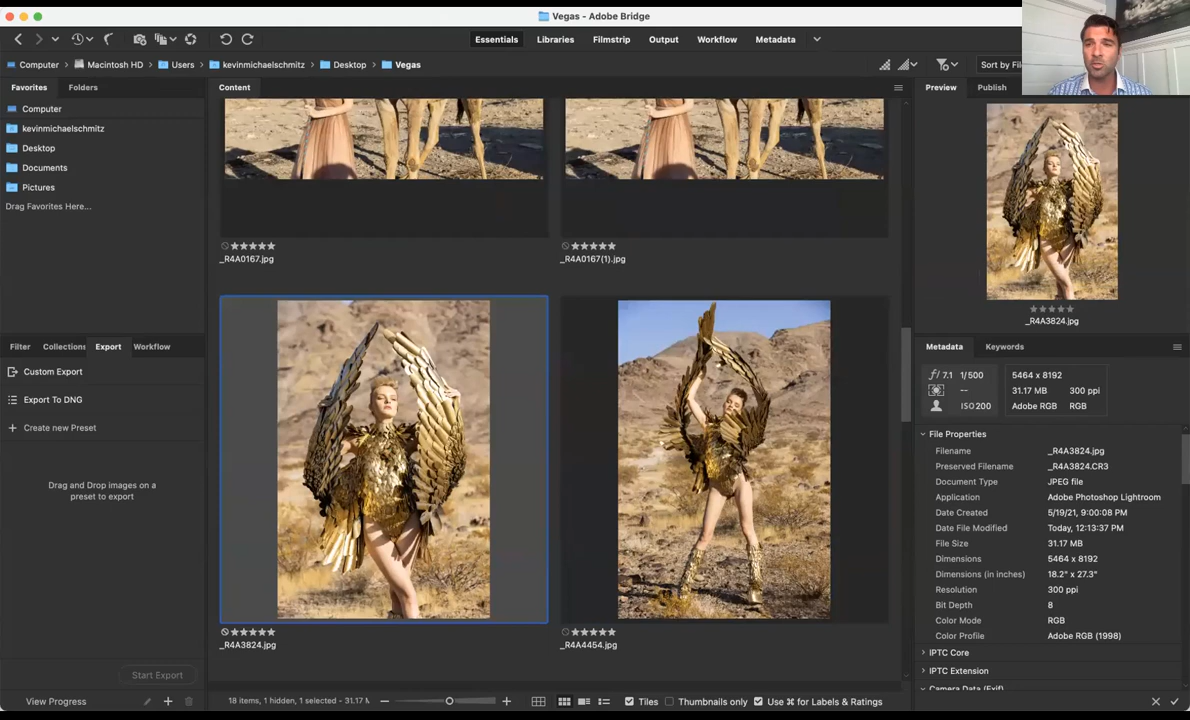 Vegas - Adobe Bridge
Essentials Libraries Filmstrip Output Workflow Metadata
Computer Macintosh HD Users kevinmichaelschmitz Desktop Vegas
Sort by Fi
Favorites Folders
Computer
kevinmichaelschmitz
Desktop
Documents
Pictures
Drag Favorites Here...
Filter Collections Export Workflow
Custom Export
Export To DNG
Create new Preset
Drag and Drop images on a
preset to export
Start Export
View Progress
Content
_R4A0167.jpg
_R4A0167(1).jpg
_R4A3824.jpg
_R4A4454.jpg
18 items, 1 hidden, 1 selected - 31.17 M
Tiles Thumbnails only Use ⌘ for Labels & Ratings
Preview Publish
_R4A3824.jpg
Metadata Keywords
f/ 7.1 1/500
--
ISO200
5464 x 8192
31.17 MB 300 ppi
Adobe RGB RGB
File Properties
Filename _R4A3824.jpg
Preserved Filename _R4A3824.CR3
Document Type JPEG file
Application Adobe Photoshop Lightroom
Date Created 5/19/21, 9:00:08 PM
Date File Modified Today, 12:13:37 PM
File Size 31.17 MB
Dimensions 5464 x 8192
Dimensions (in inches) 18.2" x 27.3"
Resolution 300 ppi
Bit Depth 8
Color Mode RGB
Color Profile Adobe RGB (1998)
IPTC Core
IPTC Extension
Camera Data (Exif)